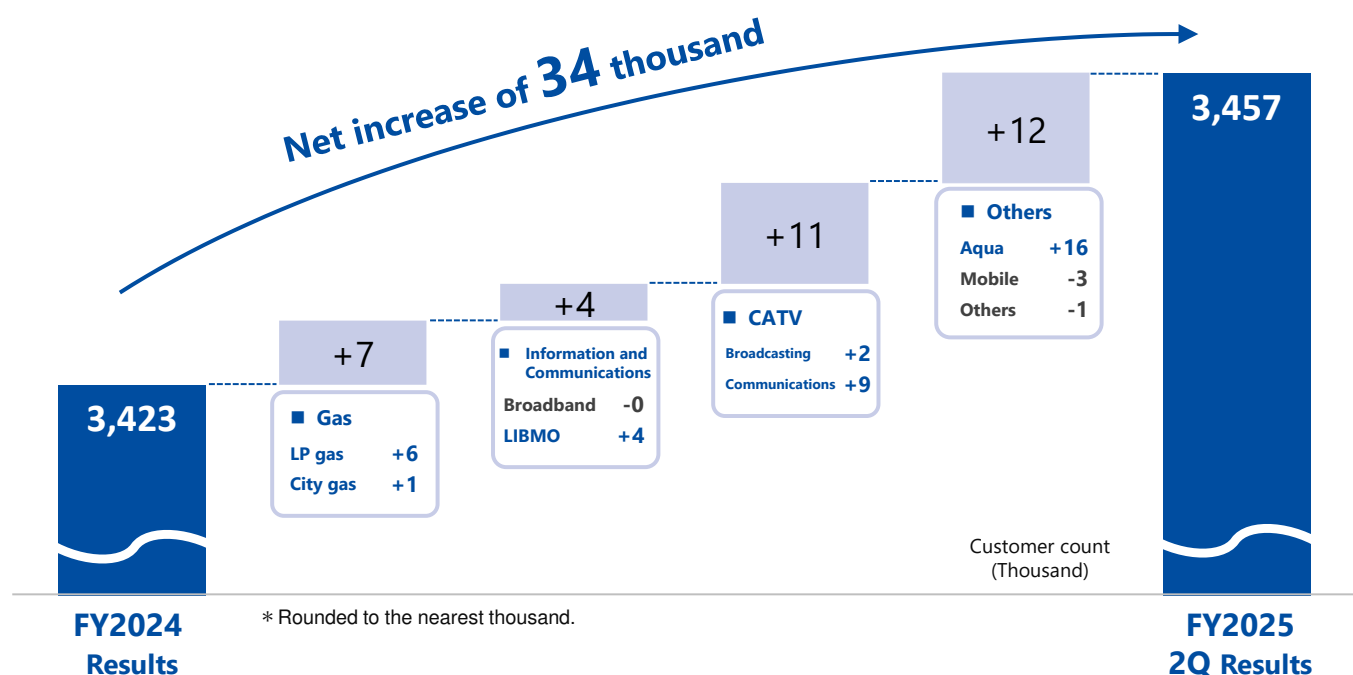 Net increase of 34 thousand
3,423
+7
■ Gas
LP gas +6
City gas +1
+4
■ Information and
Communications
Broadband -0
LIBMO +4
+11
■ CATV
Broadcasting +2
Communications +9
+12
■ Others
Aqua +16
Mobile -3
Others -1
3,457
Customer count
(Thousand)
FY2024
Results
＊Rounded to the nearest thousand.
FY2025
2Q Results